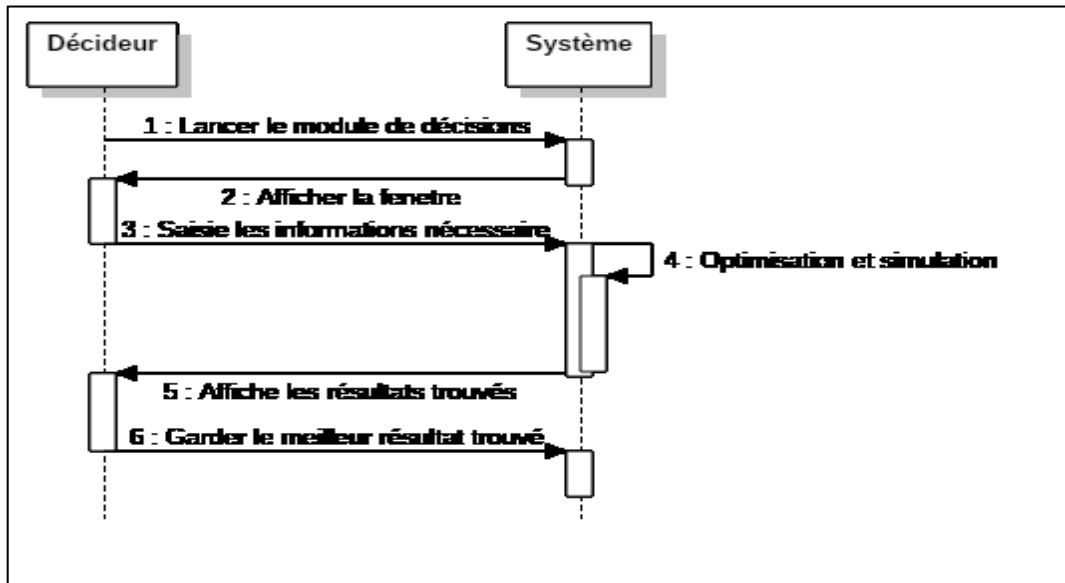 Décideur
Système
1 : Lancer le module de décisions
2 : Afficher la fenetre
3 : Saisie les informations nécessaire
4 : Optimisation et simulation
5 : Affiche les résultats trouvés
6 : Garder le meilleur résultat trouvé